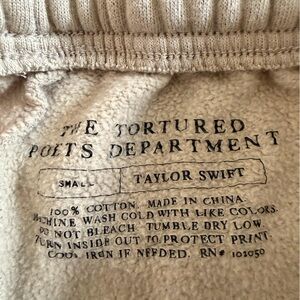 THE TORTURED
POETS DEPARTMENT
SMALL TAYLOR SWIFT
100% COTTON. MADE IN CHINA
MACHINE WASH COLD WITH LIKE COLORS.
DO NOT BLEACH. TUMBLE DRY LOW.
TURN INSIDE OUT TO PROTECT PRINT.
COOL IRON IF NEEDED. RN# 101050